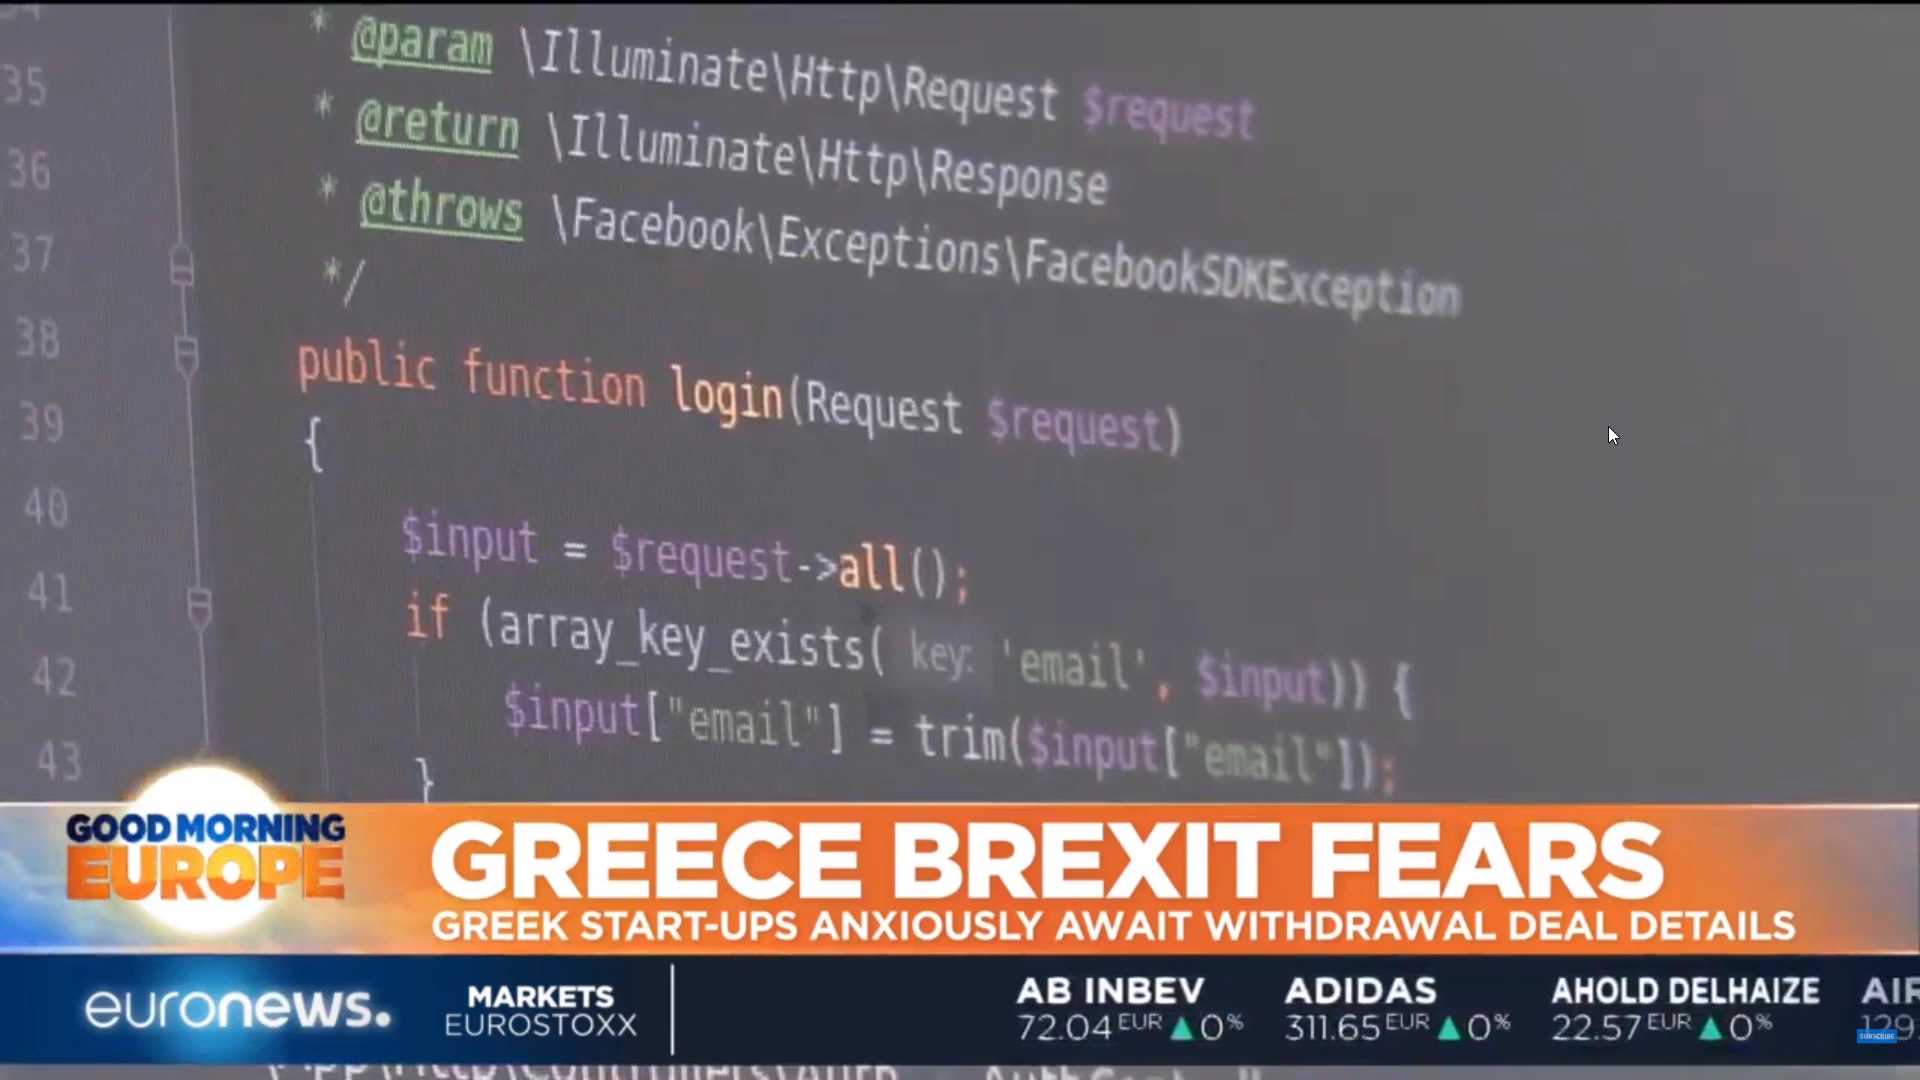 35
* @param \Illuminate\Http\Request $request
36
* @return \Illuminate\Http\Response
37
* @throws \Facebook\Exceptions\FacebookSDKException
*/
38
public function login(Request $request)
39
{
40
$input = $request->all();
41
if (array_key_exists( key: 'email', $input)) {
42
$input["email"] = trim($input["email"]);
43
}
GOOD MORNING
EUROPE
GREECE BREXIT FEARS
GREEK START-UPS ANXIOUSLY AWAIT WITHDRAWAL DEAL DETAILS
euronews.
MARKETS
EUROSTOXX
AB INBEV
72.04 EUR ▲0%
ADIDAS
311.65 EUR ▲0%
AHOLD DELHAIZE
22.57 EUR ▲0%
AIR
129
SUBSCRIBE